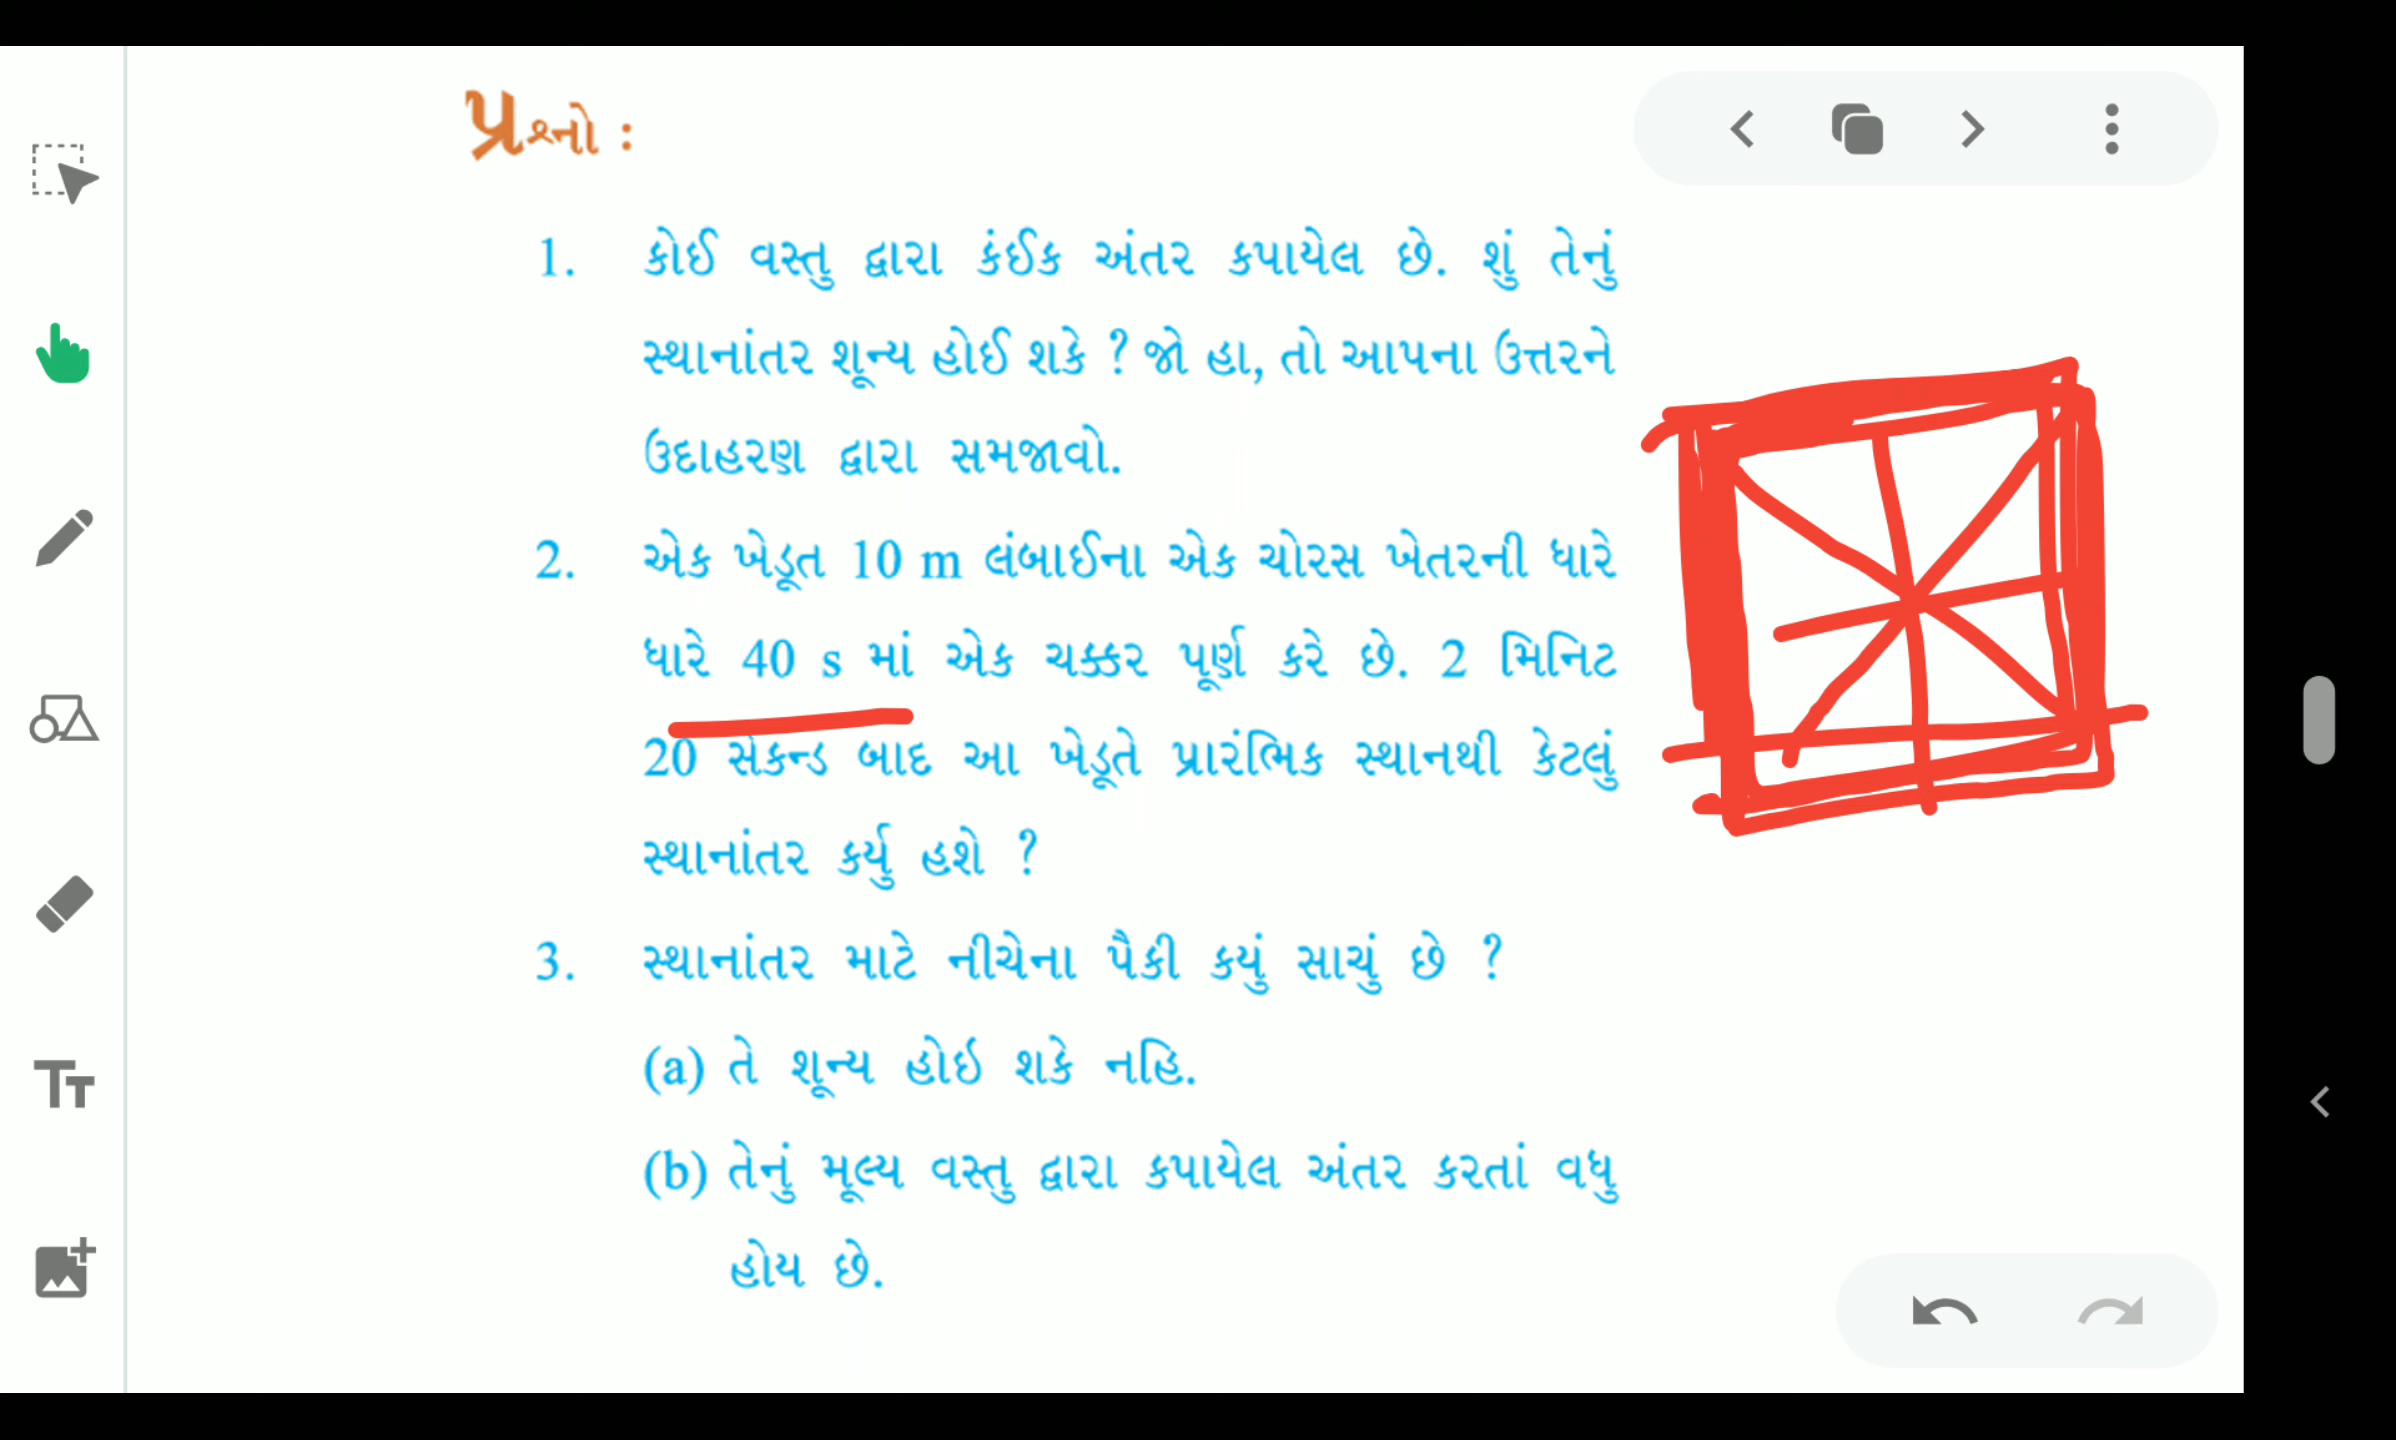 પ્રશ્નો :
1. કોઈ વસ્તુ દ્વારા કંઈક અંતર કપાયેલ છે. શું તેનું
સ્થાનાંતર શૂન્ય હોઈ શકે ? જો હા, તો આપના ઉત્તરને
ઉદાહરણ દ્વારા સમજાવો.
2. એક ખેડૂત 10 m લંબાઈના એક ચોરસ ખેતરની ધારે
ધારે 40 s માં એક ચક્કર પૂર્ણ કરે છે. 2 મિનિટ
20 સેકન્ડ બાદ આ ખેડૂતે પ્રારંભિક સ્થાનથી કેટલું
સ્થાનાંતર કર્યુ હશે ?
3. સ્થાનાંતર માટે નીચેના પૈકી કયું સાચું છે ?
(a) તે શૂન્ય હોઇ શકે નહિ.
(b) તેનું મૂલ્ય વસ્તુ દ્વારા કપાયેલ અંતર કરતાં વધુ
હોય છે.